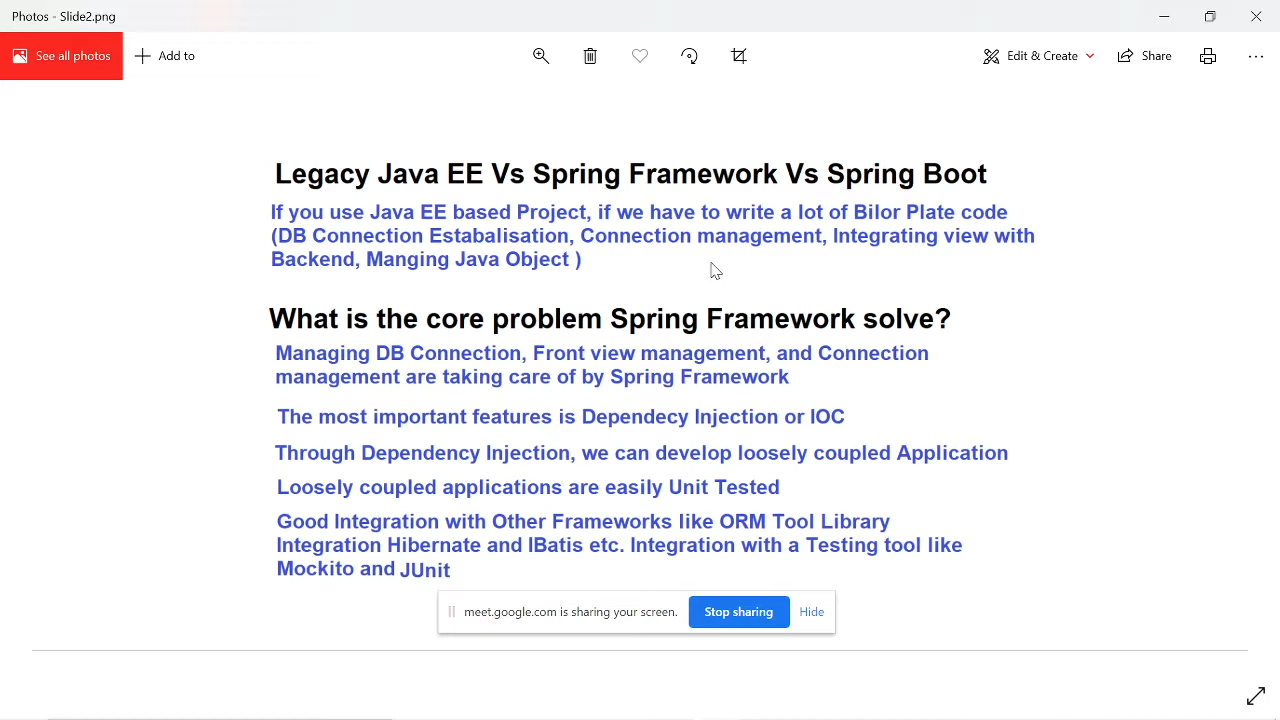 Photos - Slide2.png
See all photos
Add to
Edit & Create
Share
Legacy Java EE Vs Spring Framework Vs Spring Boot
If you use Java EE based Project, if we have to write a lot of Bilor Plate code
(DB Connection Estabalisation, Connection management, Integrating view with
Backend, Manging Java Object )
What is the core problem Spring Framework solve?
Managing DB Connection, Front view management, and Connection
management are taking care of by Spring Framework
The most important features is Dependecy Injection or IOC
Through Dependency Injection, we can develop loosely coupled Application
Loosely coupled applications are easily Unit Tested
Good Integration with Other Frameworks like ORM Tool Library
Integration Hibernate and IBatis etc. Integration with a Testing tool like
Mockito and JUnit
meet.google.com is sharing your screen.
Stop sharing
Hide